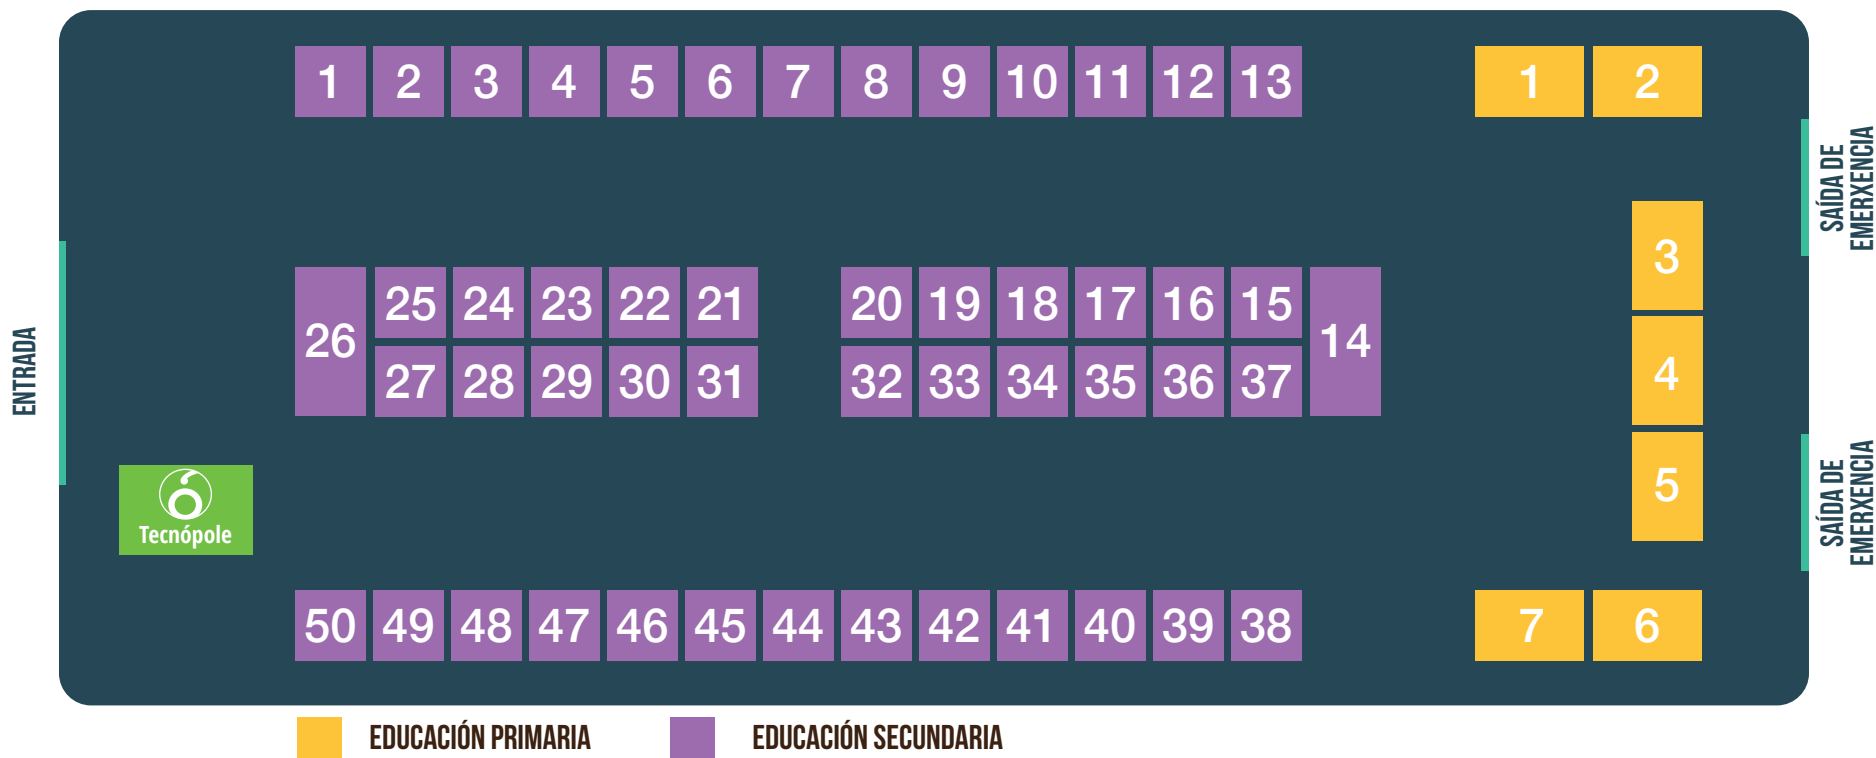 1 2 3 4 5 6 7 8 9 10 11 12 13 1 2
SAÍDA DE
EMERXENCIA
3
25 24 23 22 21 20 19 18 17 16 15
26 14
ENTRADA
4
27 28 29 30 31 32 33 34 35 36 37
5
SAÍDA DE
EMERXENCIA
Tecnópole
50 49 48 47 46 45 44 43 42 41 40 39 38 7 6
EDUCACIÓN PRIMARIA
EDUCACIÓN SECUNDARIA